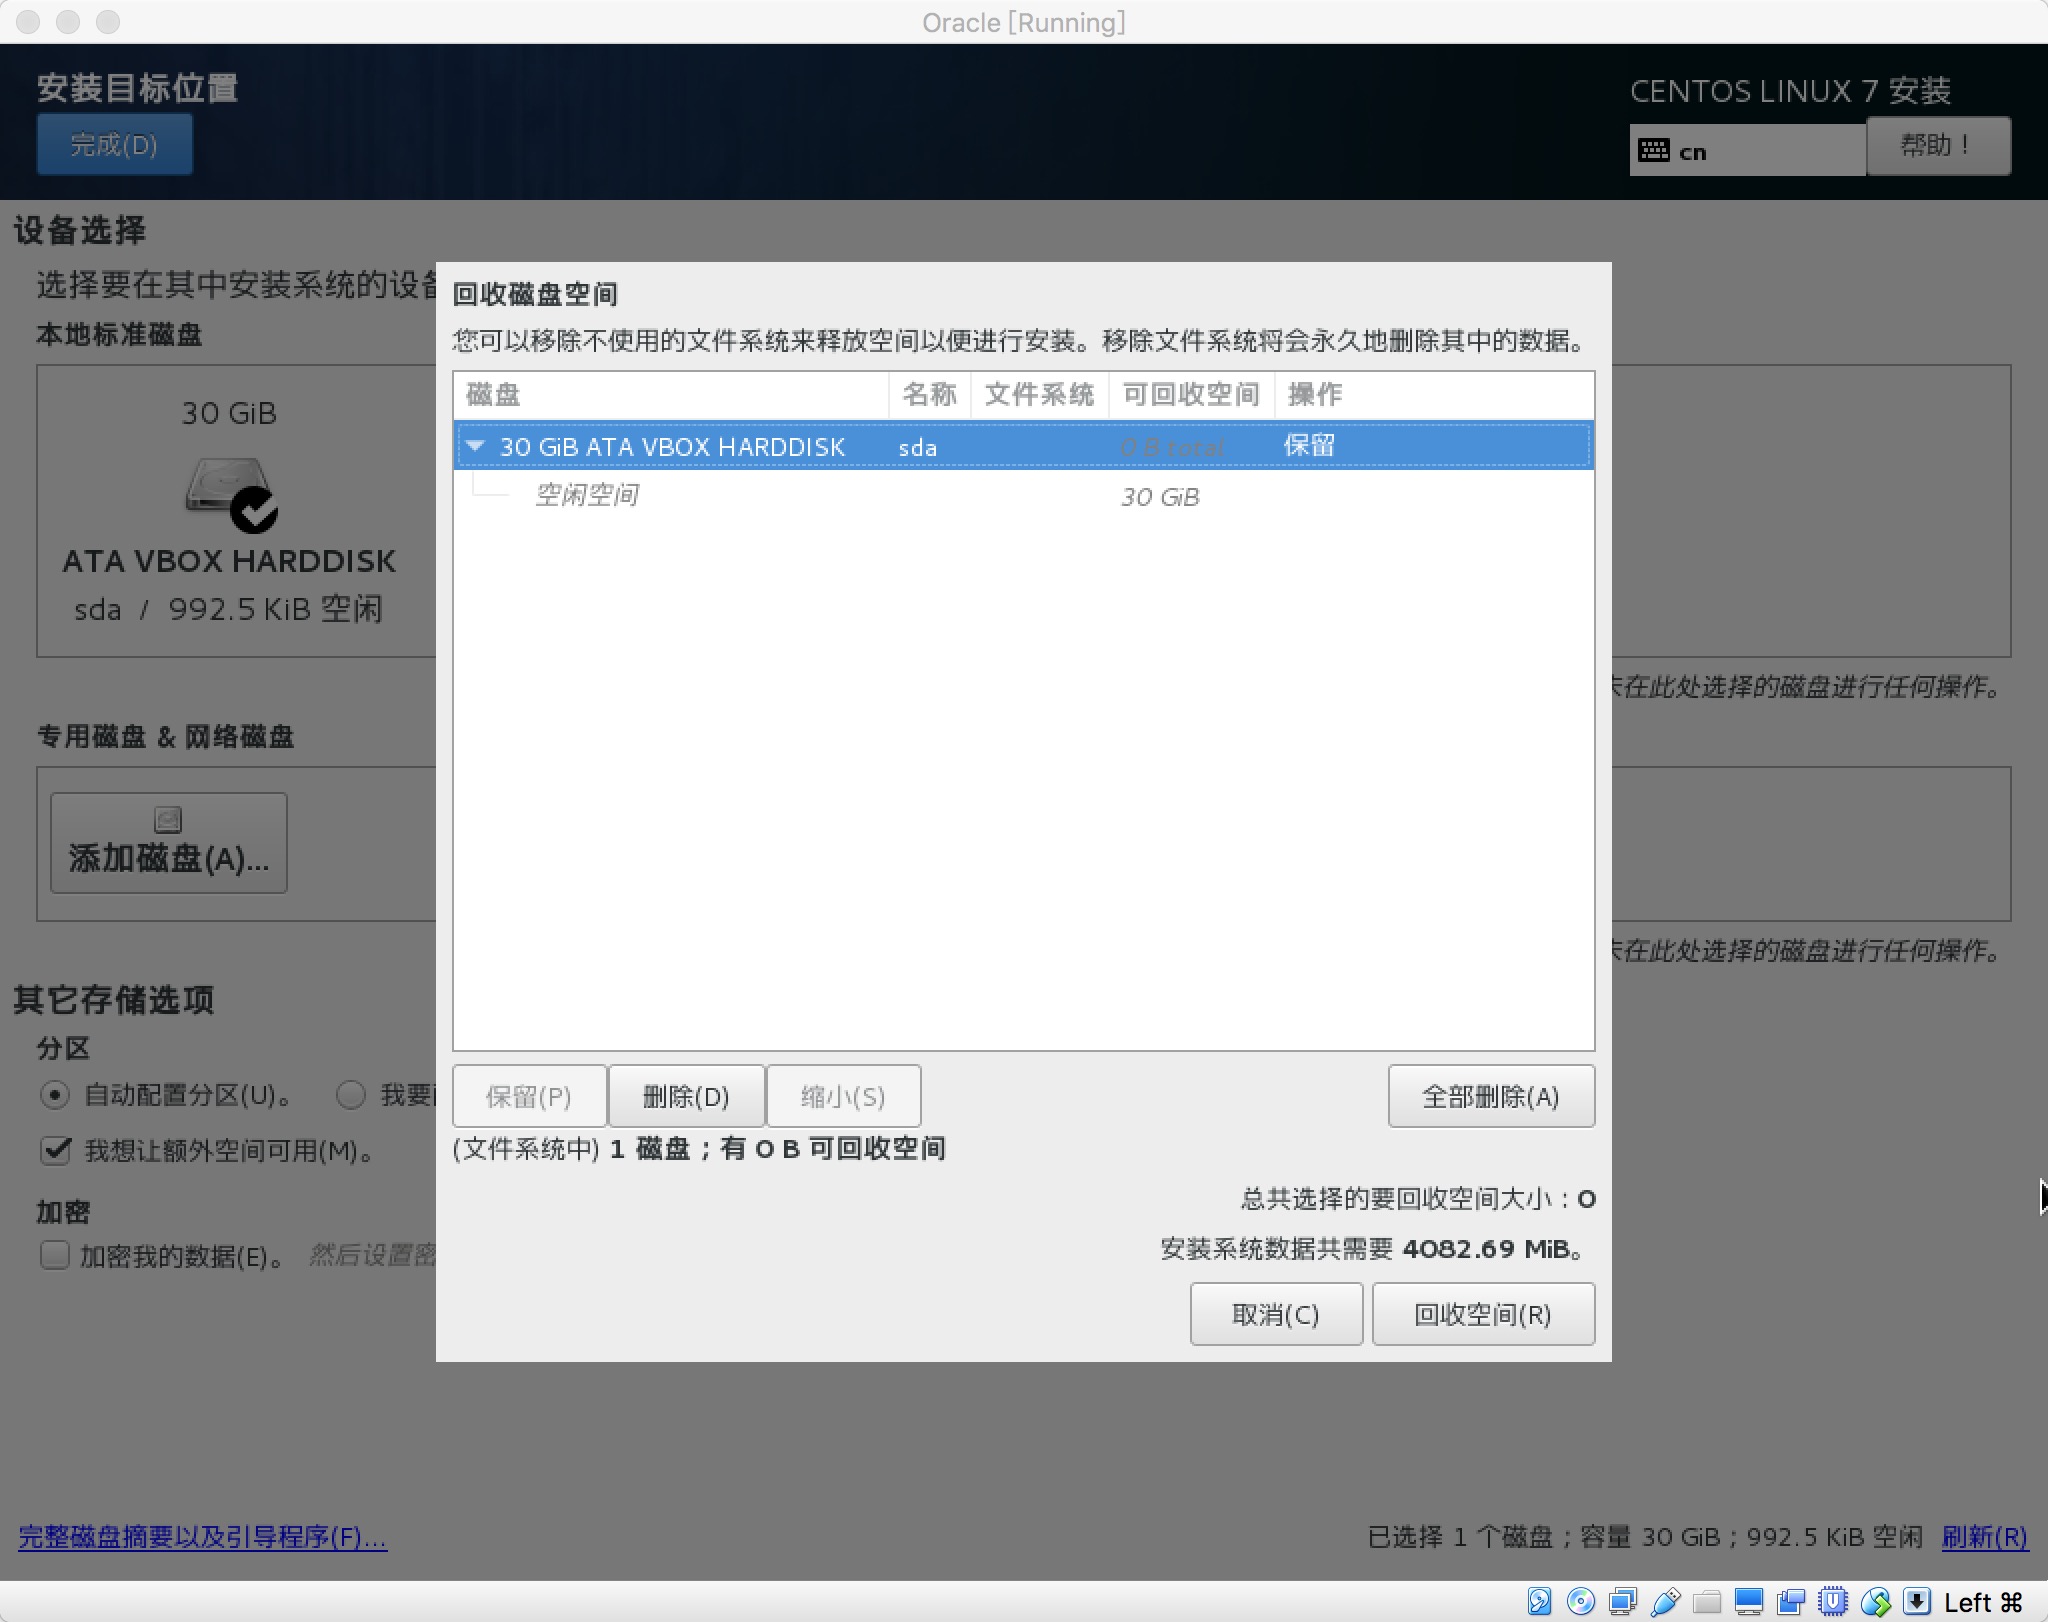 Oracle [Running]
安装目标位置
CENTOS LINUX 7 安装
完成(D)
cn
帮助！
设备选择
选择要在其中安装系统的设备
本地标准磁盘
30 GiB
ATA VBOX HARDDISK
sda / 992.5 KiB 空闲
未在此处选择的磁盘进行任何操作。
专用磁盘 & 网络磁盘
添加磁盘(A)...
未在此处选择的磁盘进行任何操作。
其它存储选项
分区
自动配置分区(U)。 我要
我想让额外空间可用(M)。
加密
加密我的数据(E)。 然后设置密
回收磁盘空间
您可以移除不使用的文件系统来释放空间以便进行安装。移除文件系统将会永久地删除其中的数据。
磁盘 名称 文件系统 可回收空间 操作
30 GiB ATA VBOX HARDDISK sda 0 B total 保留
空闲空间 30 GiB
保留(P) 删除(D) 缩小(S) 全部删除(A)
(文件系统中) 1 磁盘；有 0 B 可回收空间
总共选择的要回收空间大小：0
安装系统数据共需要 4082.69 MiB。
取消(C) 回收空间(R)
完整磁盘摘要以及引导程序(F)...
已选择 1 个磁盘；容量 30 GiB；992.5 KiB 空闲 刷新(R)
Left ⌘